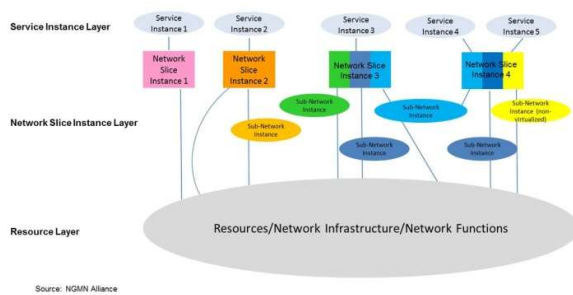 Service Instance Layer
Service
Instance 1
Service
Instance 2
Service
Instance 3
Service
Instance 4
Service
Instance 5
Network
Slice
Instance 1
Network
Slice
Instance 2
Network Slice
Instance 3
Network Slice
Instance 4
Sub-Network
Instance
Sub-Network
Instance
Sub-Network
Instance (non-
virtualized)
Network Slice Instance Layer
Sub-Network
Instance
Sub-Network
Instance
Sub-Network
Instance
Resources/Network Infrastructure/Network Functions
Resource Layer
Source: NGMN Alliance